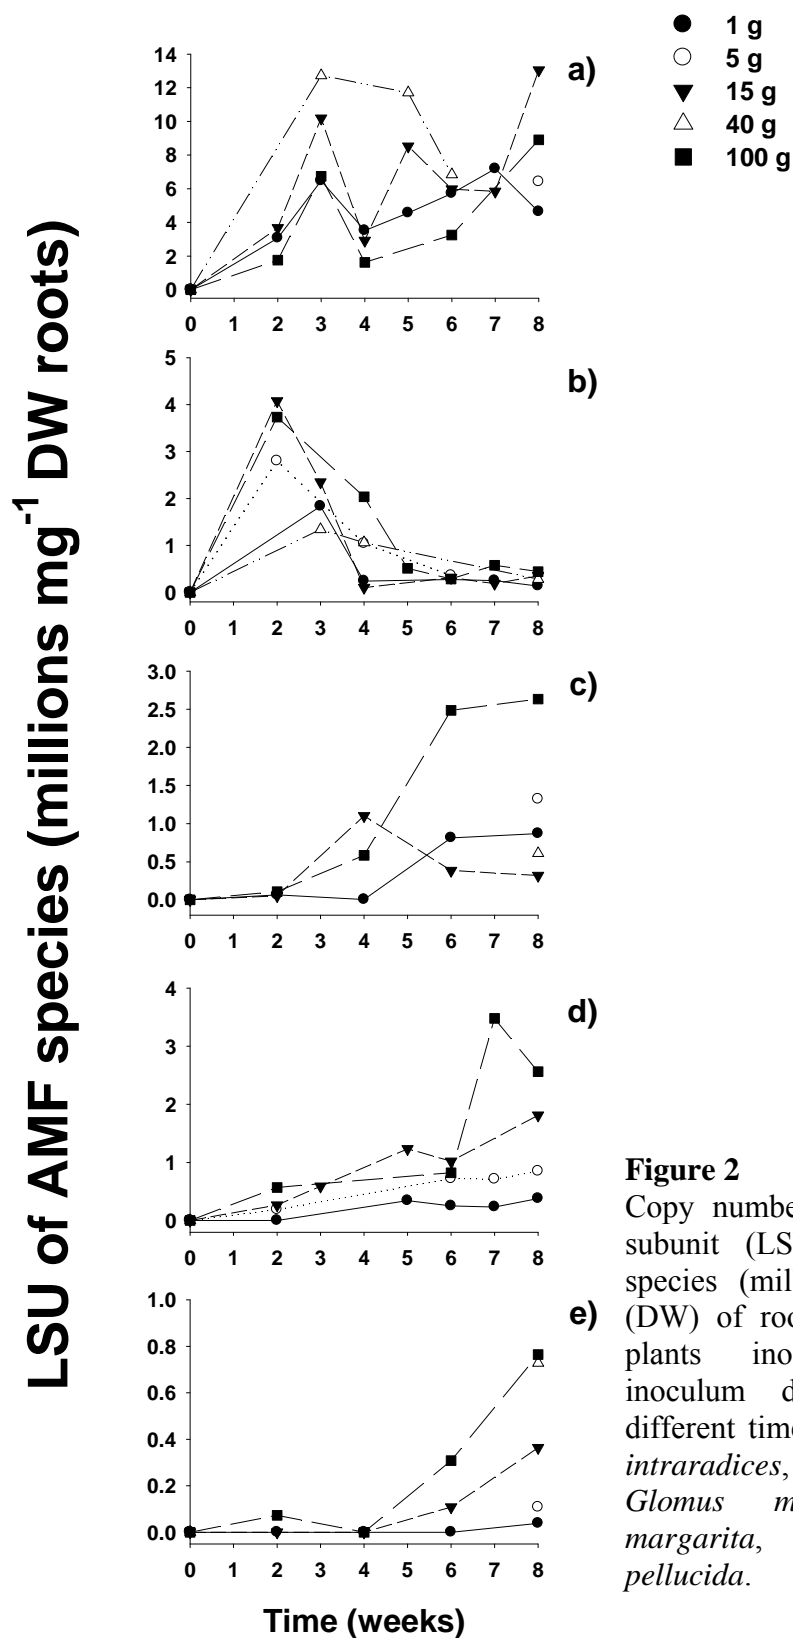 1 g
5 g
15 g
40 g
100 g
LSU of AMF species (millions mg-1 DW roots)
a)
14
12
10
8
6
4
2
0
0 1 2 3 4 5 6 7 8
b)
5
4
3
2
1
0
0 1 2 3 4 5 6 7 8
c)
3.0
2.5
2.0
1.5
1.0
0.5
0.0
0 1 2 3 4 5 6 7 8
d)
4
3
2
1
0
0 1 2 3 4 5 6 7 8
e)
1.0
0.8
0.6
0.4
0.2
0.0
0 1 2 3 4 5 6 7 8
Time (weeks)
Figure 2
Copy numbe
subunit (LS
species (mil
(DW) of roo
plants ino
inoculum d
different time
intraradices,
Glomus m
margarita,
pellucida.